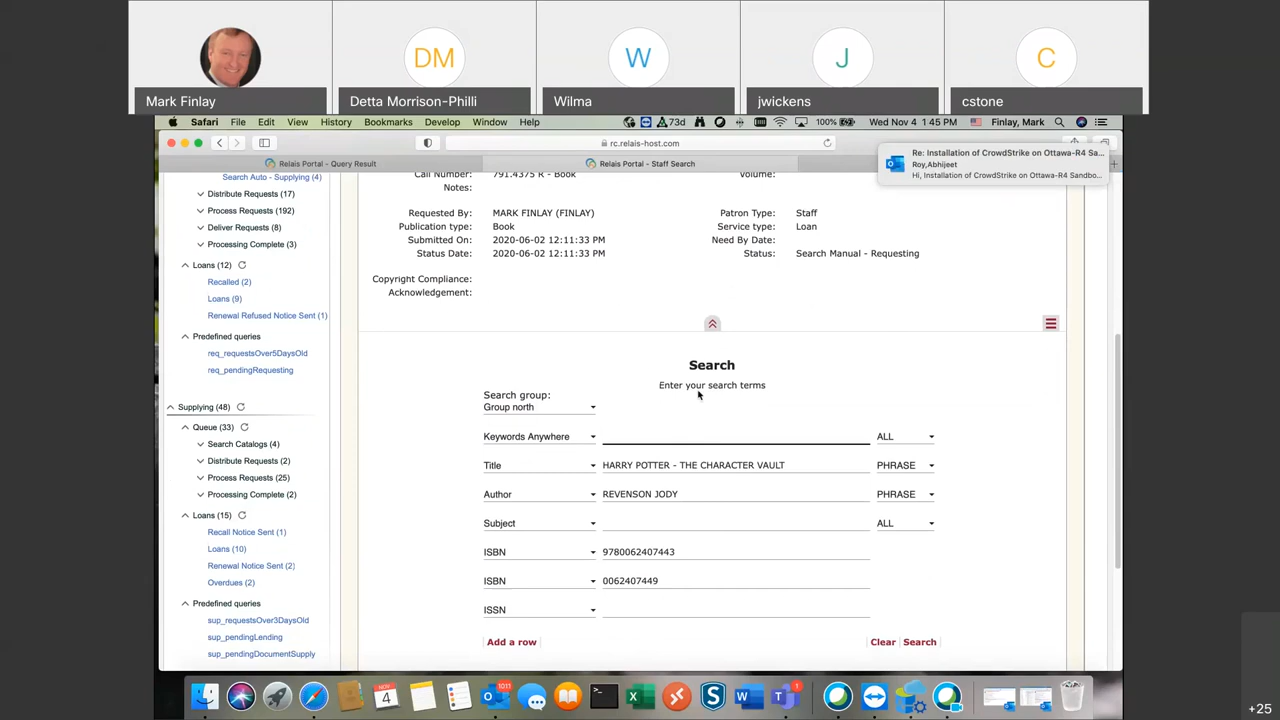 DM
W
J
C
Mark Finlay
Detta Morrison-Philli
Wilma
jwickens
cstone
Safari File Edit View History Bookmarks Develop Window Help
73d
100%
Wed Nov 4 1:45 PM
Finlay, Mark
rc.relais-host.com
Relais Portal - Query Result
Relais Portal - Staff Search
Re: Installation of CrowdStrike on Ottawa-R4 Sa...
Roy,Abhijeet
Hi, Installation of CrowdStrike on Ottawa-R4 Sandbo...
Search Auto - Supplying (4)
Distribute Requests (17)
Process Requests (192)
Deliver Requests (8)
Processing Complete (3)
Loans (12)
Recalled (2)
Loans (9)
Renewal Refused Notice Sent (1)
Predefined queries
req_requestsOver5DaysOld
req_pendingRequesting
Supplying (48)
Queue (33)
Search Catalogs (4)
Distribute Requests (2)
Process Requests (25)
Processing Complete (2)
Loans (15)
Recall Notice Sent (1)
Loans (10)
Renewal Notice Sent (2)
Overdues (2)
Predefined queries
sup_requestsOver3DaysOld
sup_pendingLending
sup_pendingDocumentSupply
Call Number: 791.4375 R - Book
Volume:
Notes:
Requested By: MARK FINLAY (FINLAY)
Patron Type: Staff
Publication type: Book
Service type: Loan
Submitted On: 2020-06-02 12:11:33 PM
Need By Date:
Status Date: 2020-06-02 12:11:33 PM
Status: Search Manual - Requesting
Copyright Compliance:
Acknowledgement:
Search
Enter your search terms
Search group:
Group north
Keywords Anywhere ALL
Title HARRY POTTER - THE CHARACTER VAULT PHRASE
Author REVENSON JODY PHRASE
Subject ALL
ISBN 9780062407443
ISBN 0062407449
ISSN
Add a row
Clear Search
NOV
4
1011
S
W
1
+25